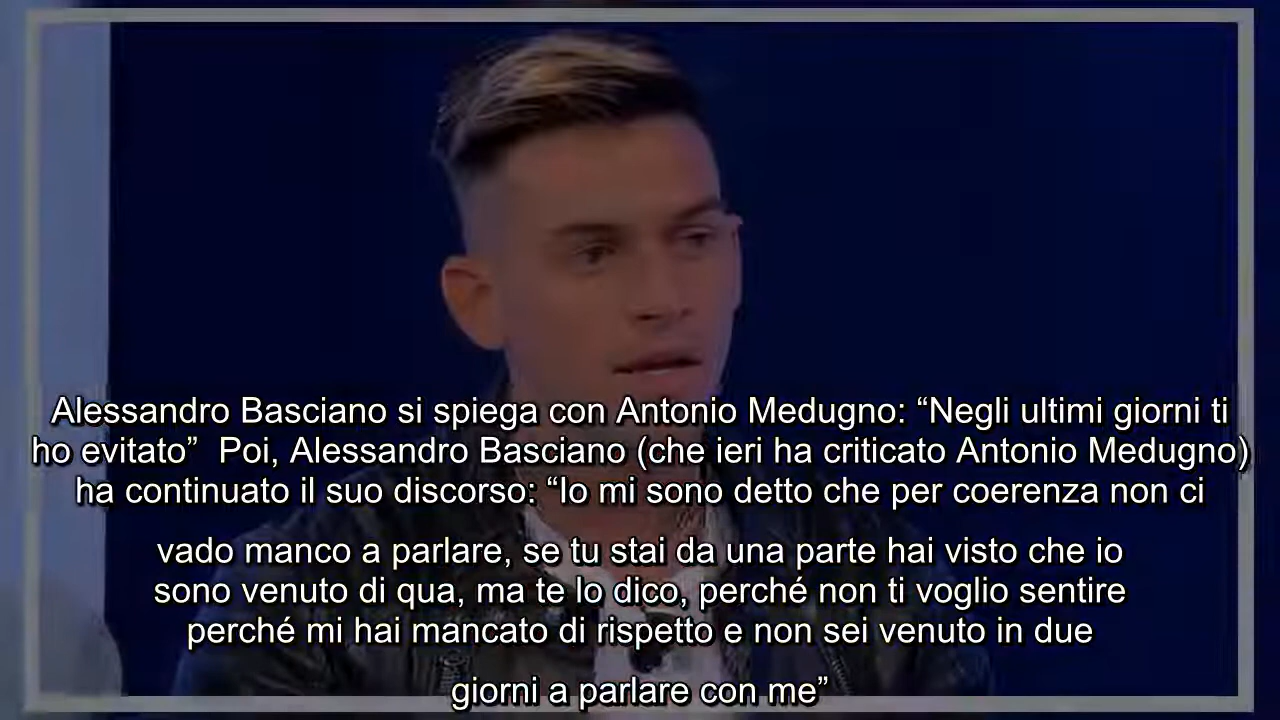 Alessandro Basciano si spiega con Antonio Medugno: “Negli ultimi giorni ti
ho evitato”  Poi, Alessandro Basciano (che ieri ha criticato Antonio Medugno)
ha continuato il suo discorso: “Io mi sono detto che per coerenza non ci
vado manco a parlare, se tu stai da una parte hai visto che io
sono venuto di qua, ma te lo dico, perché non ti voglio sentire
perché mi hai mancato di rispetto e non sei venuto in due
giorni a parlare con me”